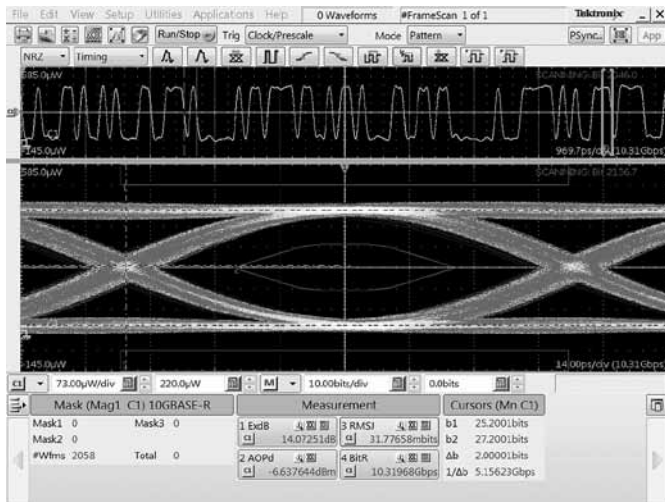 File Edit View Setup Utilities Applications Help 0 Waveforms #FrameScan 1 of 1 Tektronix
Run/Stop Trig Clock/Prescale Mode Pattern PSync... App
NRZ Timing
585.0μW
-145.0μW 969.7ps/div (10.31Gbps)
585.0μW
-145.0μW 14.00ps/div (10.31Gbps)
C1 73.00μW/div 220.0μW M 10.00bits/div 0.0bits
Mask (Mag1 C1) 10GBASE-R Measurement Cursors (Mn C1)
Mask1 0 Mask3 0 1 ExdB 3 RMSJ b1 25.2001bits
Mask2 0 C1 14.07251dB C1 31.77658mbits b2 27.2001bits
#Wfms 2058 Total 0 2 AOPd 4 BitR Δb 2.00001bits
C1 -6.637644dBm C1 10.31968Gbps 1/Δb 5.15623Gbps